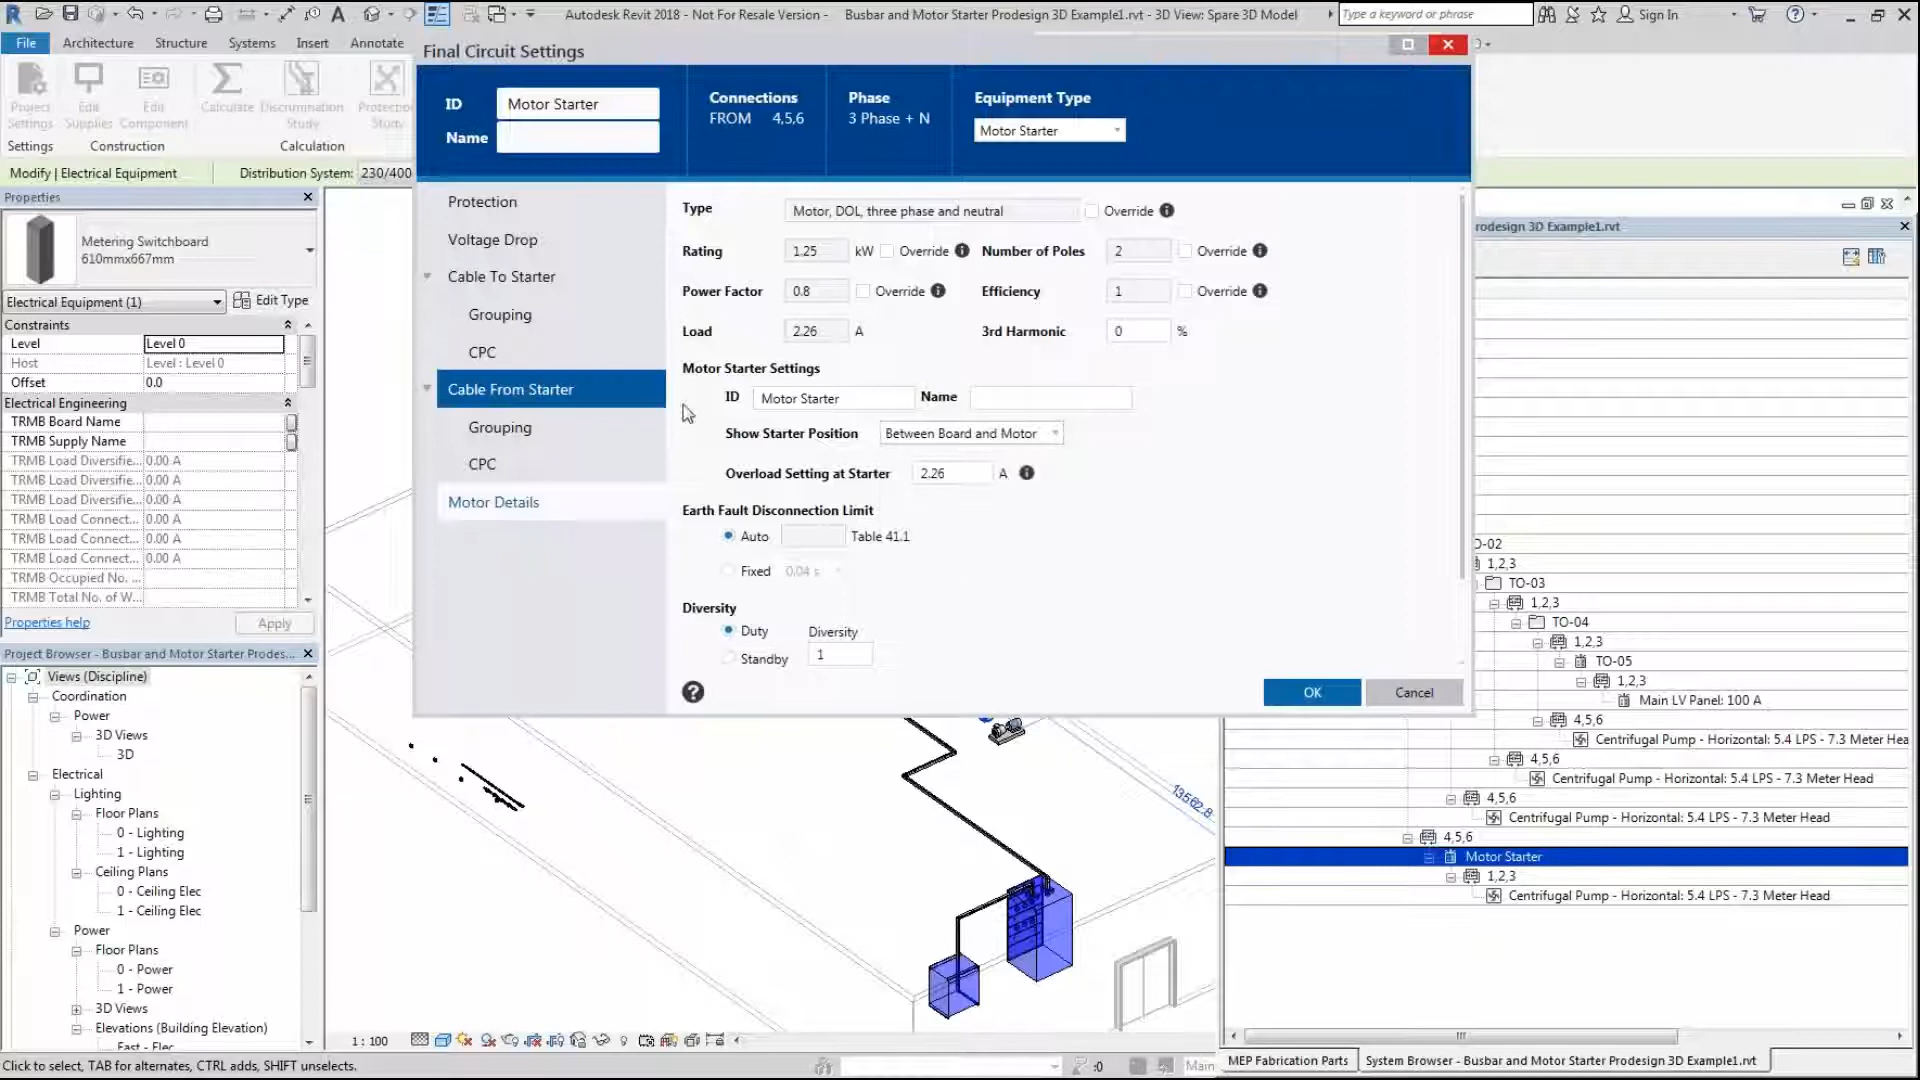 Autodesk Revit 2018 - Not For Resale Version -    Busbar and Motor Starter Prodesign 3D Example1.rvt - 3D View: Spare 3D Model
Type a keyword or phrase
Sign In
File Architecture Structure Systems Insert Annotate
Project Settings
Edit Supplies
Edit Component
Calculate
Discrimination Study
Settings Construction Calculation
Modify | Electrical Equipment
Distribution System: 230/400
Properties
Metering Switchboard
610mmx667mm
Electrical Equipment (1) Edit Type
Constraints
Level Level 0
Host Level : Level 0
Offset 0.0
Electrical Engineering
TRMB Board Name
TRMB Supply Name
TRMB Load Diversifie... 0.00 A
TRMB Load Diversifie... 0.00 A
TRMB Load Diversifie... 0.00 A
TRMB Load Connect... 0.00 A
TRMB Load Connect... 0.00 A
TRMB Load Connect... 0.00 A
TRMB Occupied No. ...
TRMB Total No. of W...
Properties help Apply
Project Browser - Busbar and Motor Starter Prodes...
Views (Discipline)
Coordination
Power
3D Views
3D
Electrical
Lighting
Floor Plans
0 - Lighting
1 - Lighting
Ceiling Plans
0 - Ceiling Elec
1 - Ceiling Elec
Power
Floor Plans
0 - Power
1 - Power
3D Views
Elevations (Building Elevation)
East - Elec
Final Circuit Settings
ID Motor Starter
Name
Connections
FROM 4,5,6
Phase
3 Phase + N
Equipment Type
Motor Starter
Protection
Voltage Drop
Cable To Starter
Grouping
CPC
Cable From Starter
Grouping
CPC
Motor Details
Type Motor, DOL, three phase and neutral Override
Rating 1.25 kW Override Number of Poles 2 Override
Power Factor 0.8 Override Efficiency 1 Override
Load 2.26 A 3rd Harmonic 0 %
Motor Starter Settings
ID Motor Starter Name
Show Starter Position Between Board and Motor
Overload Setting at Starter 2.26 A
Earth Fault Disconnection Limit
Auto Table 41.1
Fixed 0.04 s
Diversity
Duty Diversity
Standby 1
OK Cancel
13562.8
rodesign 3D Example1.rvt
O-02
1,2,3
TO-03
1,2,3
TO-04
1,2,3
TO-05
1,2,3
Main LV Panel: 100 A
4,5,6
Centrifugal Pump - Horizontal: 5.4 LPS - 7.3 Meter Hea
4,5,6
Centrifugal Pump - Horizontal: 5.4 LPS - 7.3 Meter Head
4,5,6
Centrifugal Pump - Horizontal: 5.4 LPS - 7.3 Meter Head
4,5,6
Motor Starter
1,2,3
Centrifugal Pump - Horizontal: 5.4 LPS - 7.3 Meter Head
1 : 100
MEP Fabrication Parts System Browser - Busbar and Motor Starter Prodesign 3D Example1.rvt
Click to select, TAB for alternates, CTRL adds, SHIFT unselects.
:0
Main